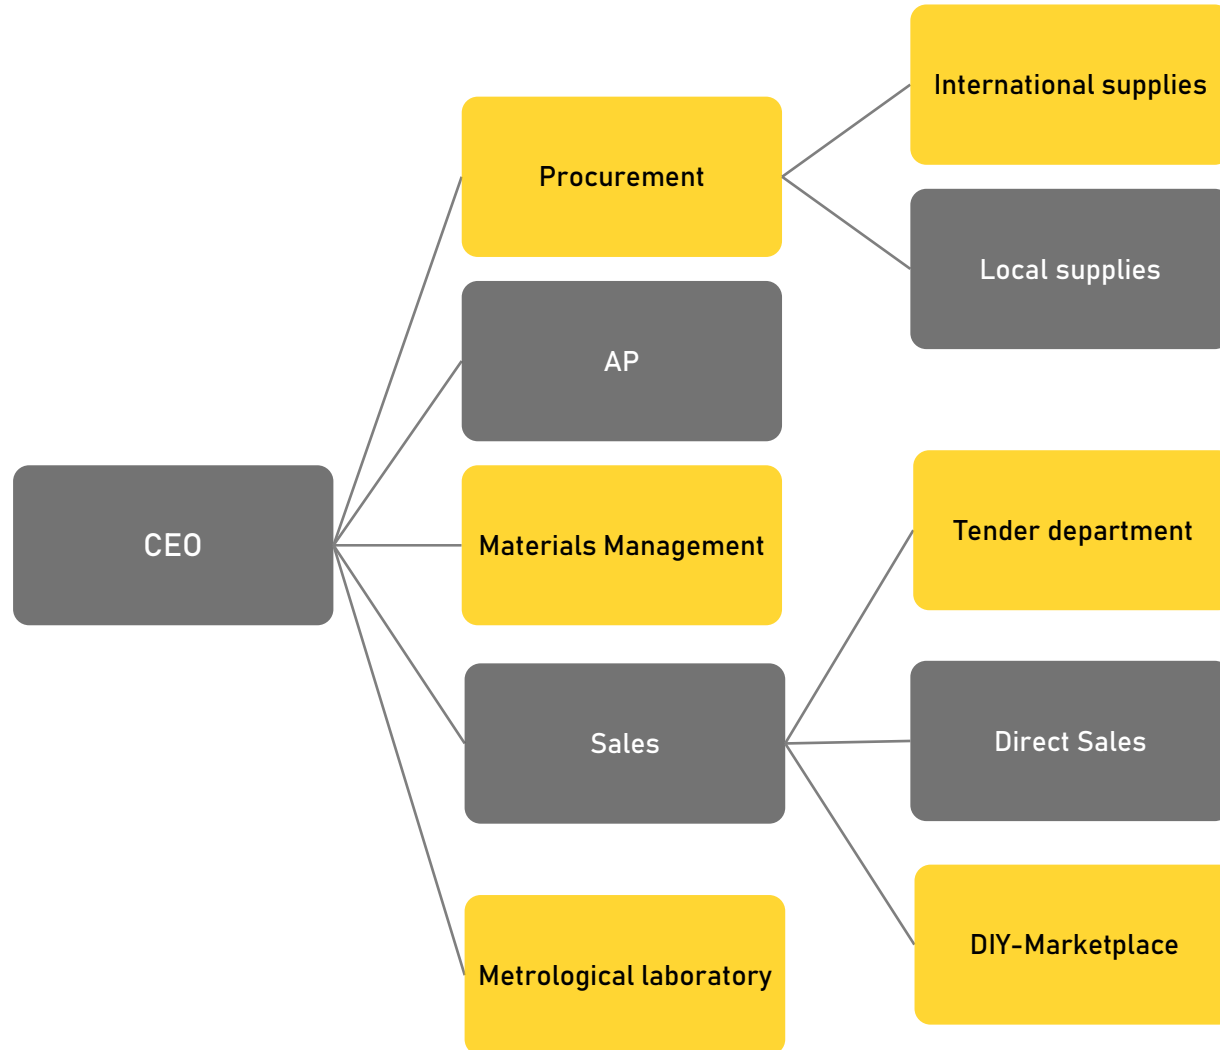 International supplies
Procurement
Local supplies
AP
CEO
Materials Management
Tender department
Sales
Direct Sales
DIY-Marketplace
Metrological laboratory